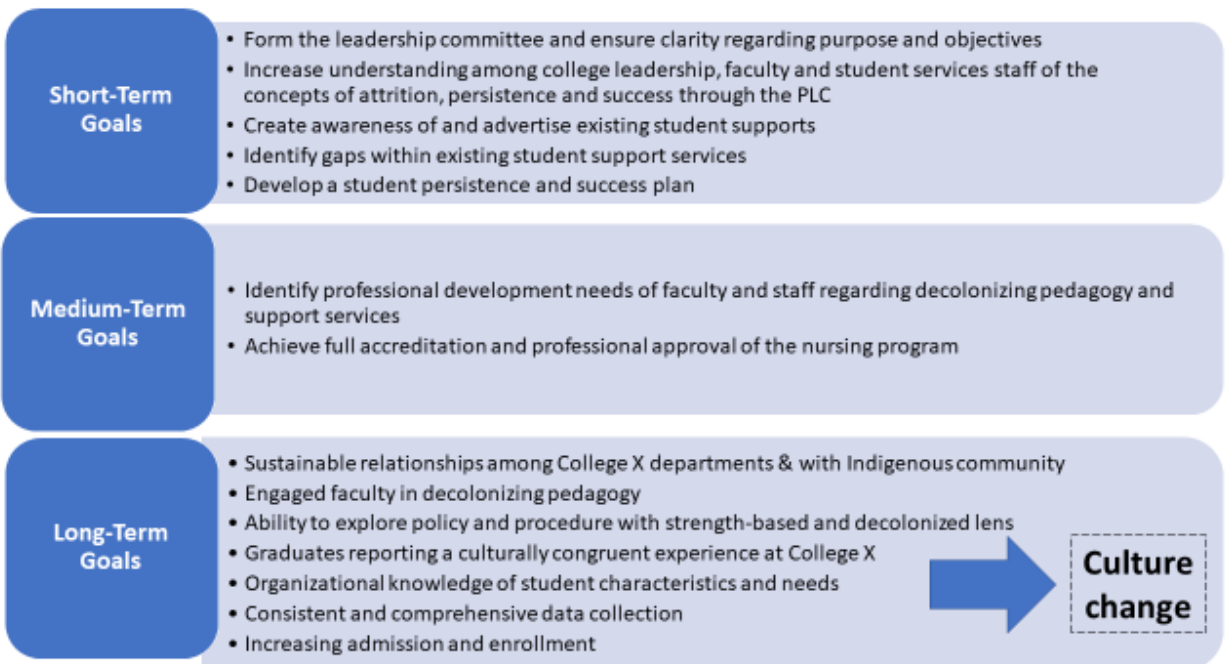 Short-Term
Goals
• Form the leadership committee and ensure clarity regarding purpose and objectives
• Increase understanding among college leadership, faculty and student services staff of the
concepts of attrition, persistence and success through the PLC
• Create awareness of and advertise existing student supports
• Identify gaps within existing student support services
• Develop a student persistence and success plan
Medium-Term
Goals
• Identify professional development needs of faculty and staff regarding decolonizing pedagogy and
support services
• Achieve full accreditation and professional approval of the nursing program
Long-Term
Goals
• Sustainable relationships among College X departments & with Indigenous community
• Engaged faculty in decolonizing pedagogy
• Ability to explore policy and procedure with strength-based and decolonized lens
• Graduates reporting a culturally congruent experience at College X
• Organizational knowledge of student characteristics and needs
• Consistent and comprehensive data collection
• Increasing admission and enrollment
Culture
change